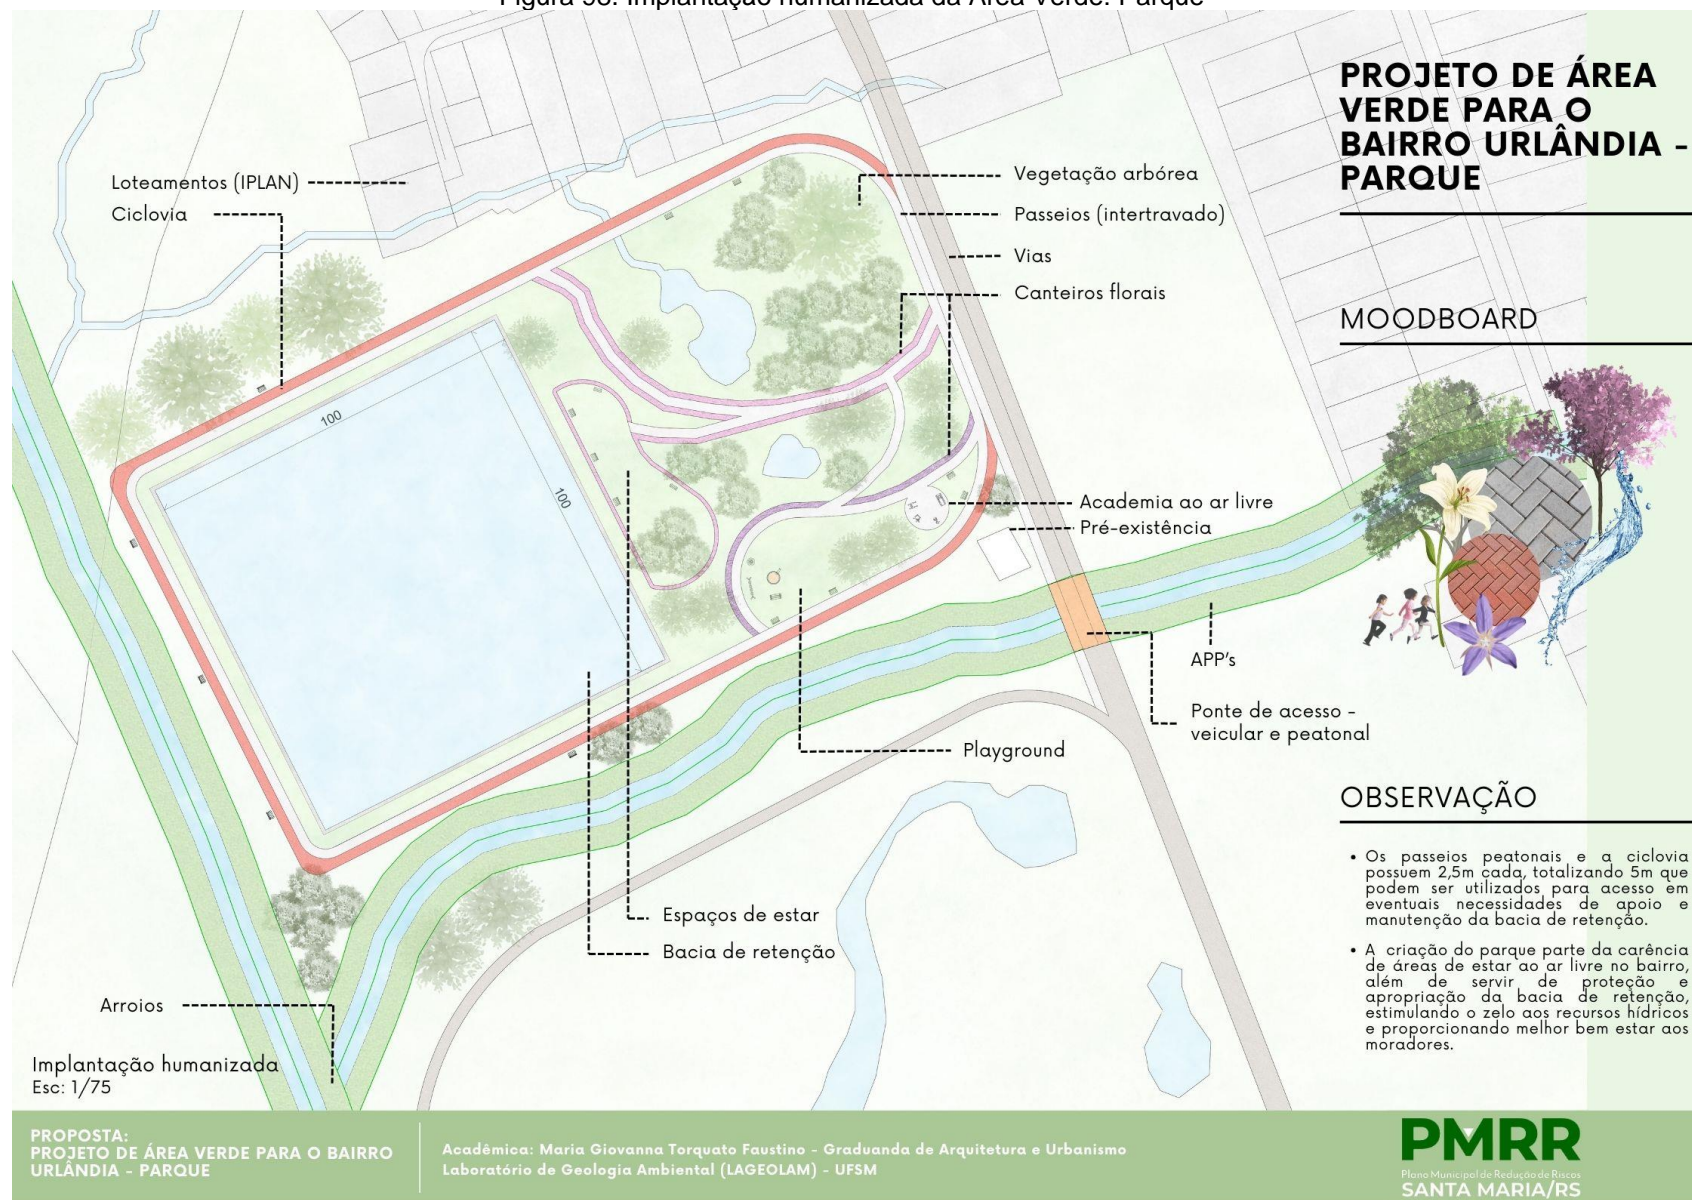 PROJETO DE ÁREA
VERDE PARA O
BAIRRO URLÂNDIA -
PARQUE
Loteamentos (IPLAN)
Ciclovia
Vegetação arbórea
Passeios (intertravado)
Vias
Canteiros florais
MOODBOARD
100
100
Academia ao ar livre
Pré-existência
APP's
Ponte de acesso -
veicular e peatonal
Playground
OBSERVAÇÃO
• Os passeios peatonais e a ciclovia
possuem 2,5m cada, totalizando 5m que
podem ser utilizados para acesso em
eventuais necessidades de apoio e
manutenção da bacia de retenção.
• A criação do parque parte da carência
de áreas de estar ao ar livre no bairro,
além de servir de proteção e
apropriação da bacia de retenção,
estimulando o zelo aos recursos hídricos
e proporcionando melhor bem estar aos
moradores.
Espaços de estar
Bacia de retenção
Arroios
Implantação humanizada
Esc: 1/75
PROPOSTA:
PROJETO DE ÁREA VERDE PARA O BAIRRO
URLÂNDIA - PARQUE
Acadêmica: Maria Giovanna Torquato Faustino - Graduanda de Arquitetura e Urbanismo
Laboratório de Geologia Ambiental (LAGEOLAM) - UFSM
PMRR
Plano Municipal de Redução de Riscos
SANTA MARIA/RS